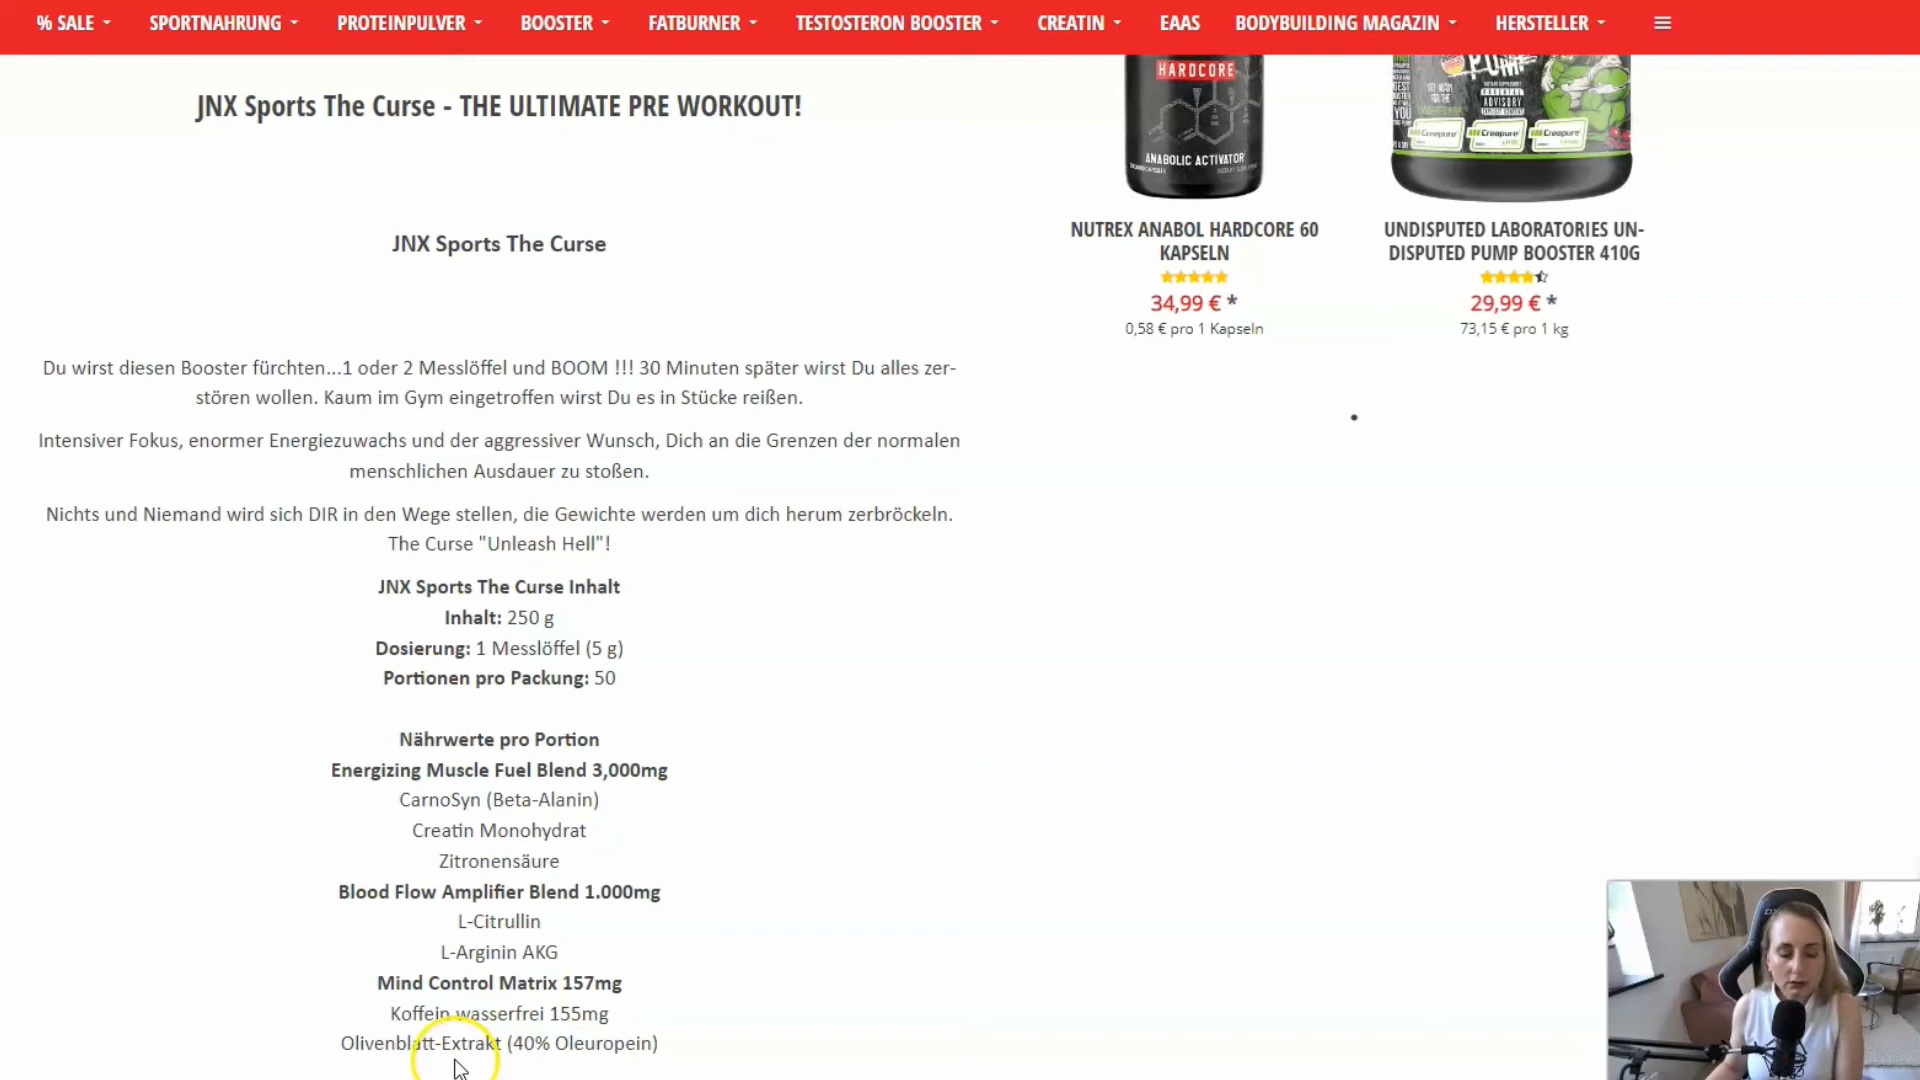 % SALE
SPORTNAHRUNG
PROTEINPULVER
BOOSTER
FATBURNER
TESTOSTERON BOOSTER
CREATIN
EAAS
BODYBUILDING MAGAZIN
HERSTELLER
JNX Sports The Curse - THE ULTIMATE PRE WORKOUT!
JNX Sports The Curse
Du wirst diesen Booster fürchten...1 oder 2 Messlöffel und BOOM !!! 30 Minuten später wirst Du alles zer-
stören wollen. Kaum im Gym eingetroffen wirst Du es in Stücke reißen.
Intensiver Fokus, enormer Energiezuwachs und der aggressiver Wunsch, Dich an die Grenzen der normalen
menschlichen Ausdauer zu stoßen.
Nichts und Niemand wird sich DIR in den Wege stellen, die Gewichte werden um dich herum zerbröckeln.
The Curse "Unleash Hell"!
JNX Sports The Curse Inhalt
Inhalt: 250 g
Dosierung: 1 Messlöffel (5 g)
Portionen pro Packung: 50
Nährwerte pro Portion
Energizing Muscle Fuel Blend 3,000mg
CarnoSyn (Beta-Alanin)
Creatin Monohydrat
Zitronensäure
Blood Flow Amplifier Blend 1.000mg
L-Citrullin
L-Arginin AKG
Mind Control Matrix 157mg
Koffein wasserfrei 155mg
Olivenblatt-Extrakt (40% Oleuropein)
HARDCORE
ANABOLIC ACTIVATOR
NUTREX ANABOL HARDCORE 60
KAPSELN
34,99 € *
0,58 € pro 1 Kapseln
PUMP
PARENTAL
ADVISORY
Creapure
Creapure
Creapure
UNDISPUTED LABORATORIES UN-
DISPUTED PUMP BOOSTER 410G
29,99 € *
73,15 € pro 1 kg